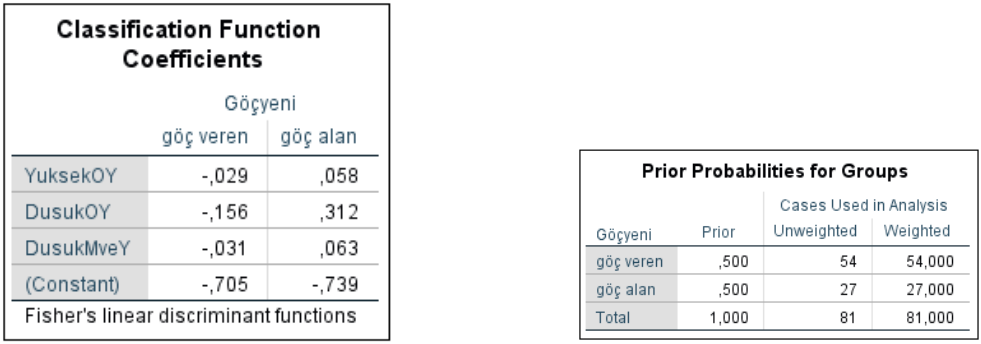 Classification Function
Coefficients
Göçyeni
göç veren göç alan
YuksekOY -,029 ,058
DusukOY -,156 ,312
DusukMveY -,031 ,063
(Constant) -,705 -,739
Fisher's linear discriminant functions
Prior Probabilities for Groups
Cases Used in Analysis
Göçyeni Prior Unweighted Weighted
göç veren ,500 54 54,000
göç alan ,500 27 27,000
Total 1,000 81 81,000